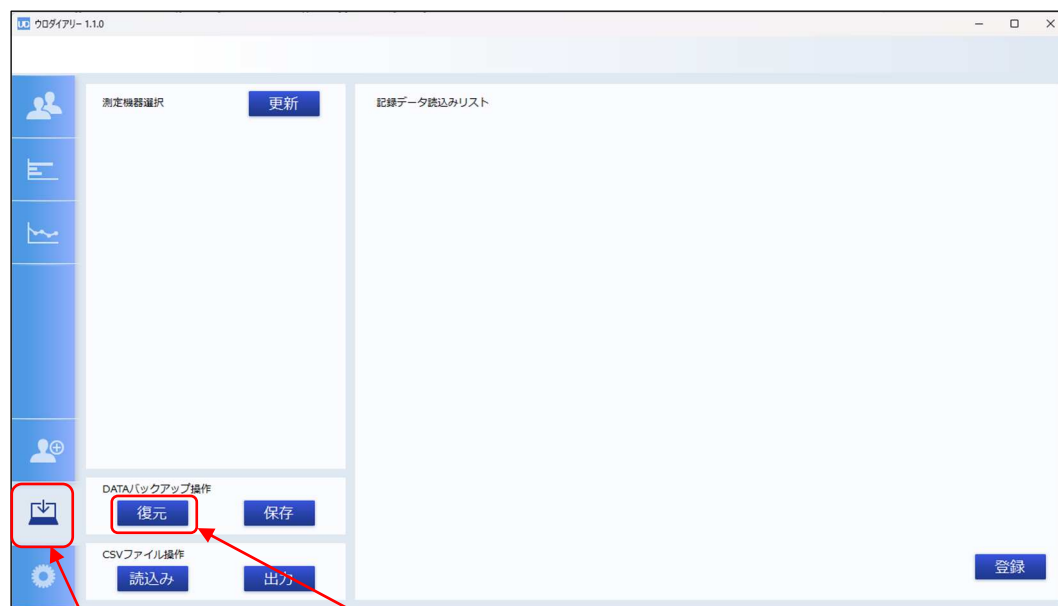 UD ウロダイアリー 1.1.0
測定機器選択
更新
記録データ読込みリスト
DATAバックアップ操作
復元
保存
CSVファイル操作
読込み
出力
登録